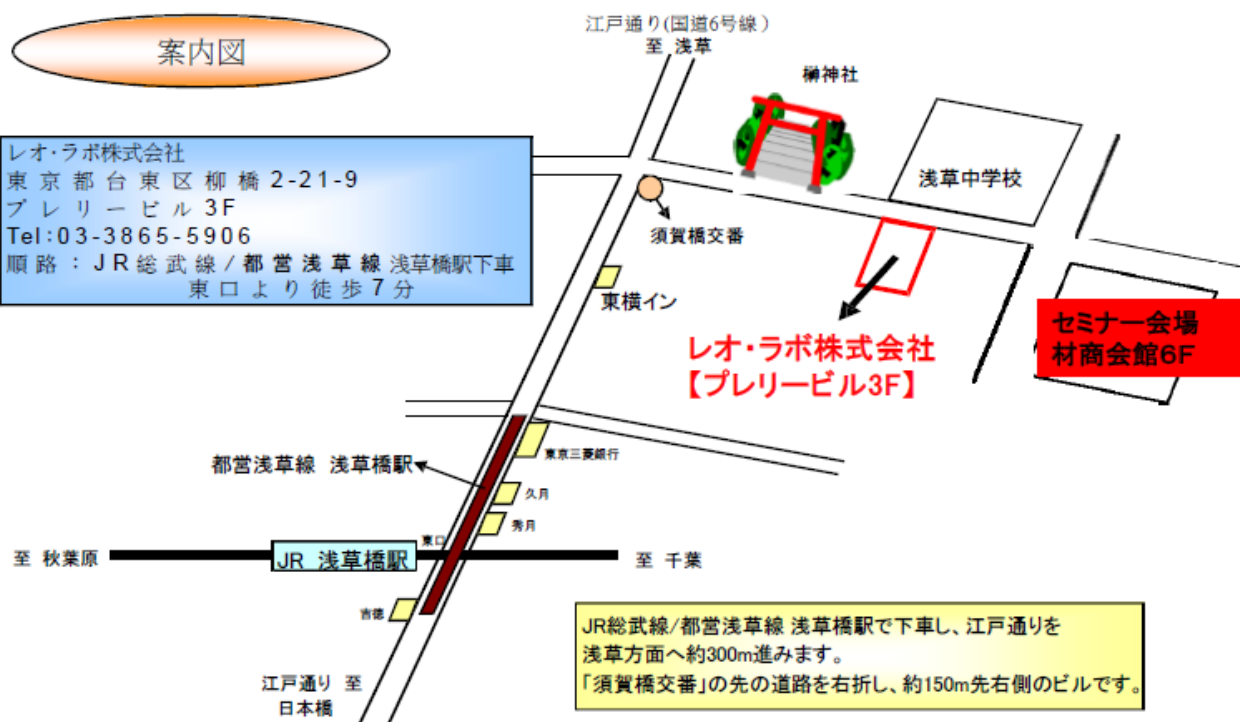 案内図
江戸通り(国道6号線)
至 浅草
榊神社
浅草中学校
レオ・ラボ株式会社
東京都台東区柳橋2-21-9
プレリービル3F
Tel:03-3865-5906
順路:JR総武線/都営浅草線 浅草橋駅下車
東口より徒歩7分
須賀橋交番
東横イン
レオ・ラボ株式会社
【プレリービル3F】
セミナー会場
材商会館6F
東京三菱銀行
都営浅草線 浅草橋駅
久月
秀月
東口
至 秋葉原
JR 浅草橋駅
至 千葉
吉徳
JR総武線/都営浅草線 浅草橋駅で下車し、江戸通りを
浅草方面へ約300m進みます。
「須賀橋交番」の先の道路を右折し、約150m先右側のビルです。
江戸通り 至
日本橋